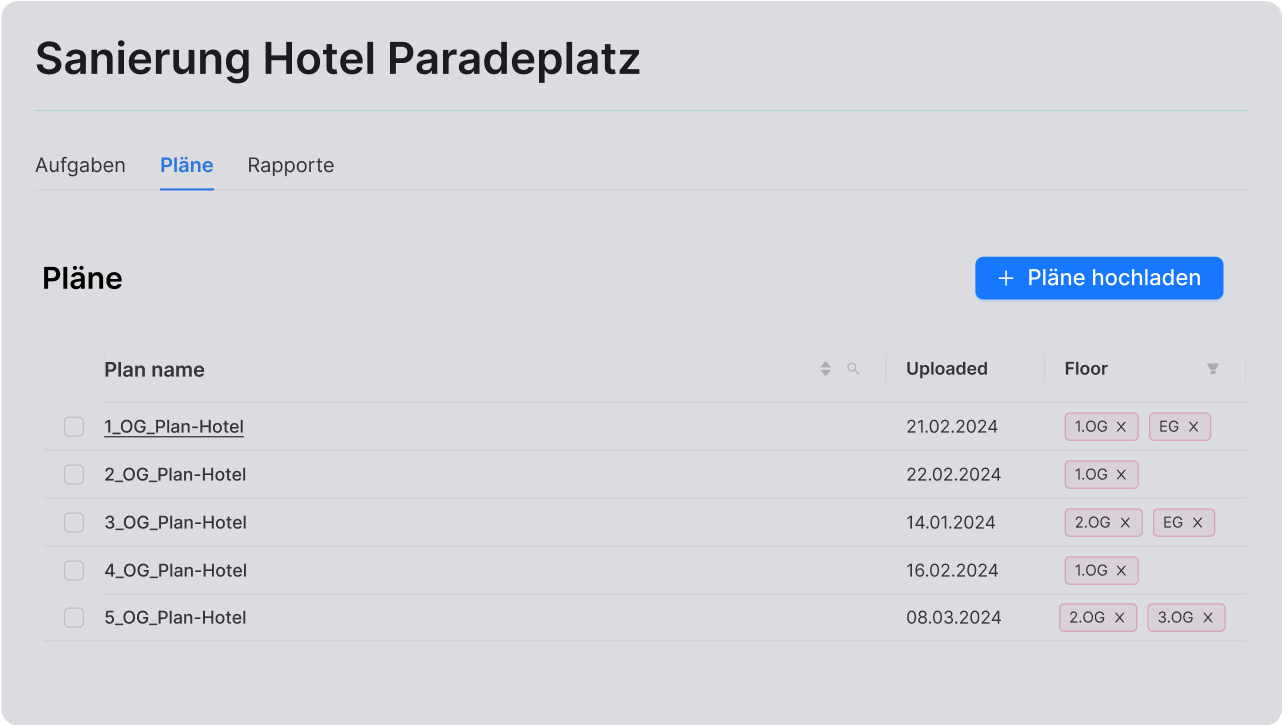 Sanierung Hotel Paradeplatz
Aufgaben Pläne Rapporte
Pläne + Pläne hochladen
Plan name Uploaded Floor
1_OG_Plan-Hotel 21.02.2024 1.OG X EG X
2_OG_Plan-Hotel 22.02.2024 1.OG X
3_OG_Plan-Hotel 14.01.2024 2.OG X EG X
4_OG_Plan-Hotel 16.02.2024 1.OG X
5_OG_Plan-Hotel 08.03.2024 2.OG X 3.OG X